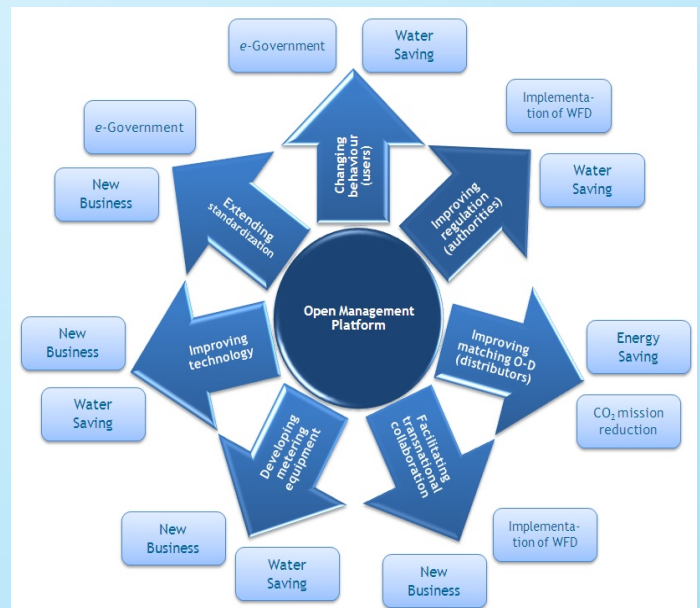 e-Government
Water
Saving
Changing
behaviour
(users)
Implementa-
tion of WFD
Water
Saving
Improving
regulation
(authorities)
Energy
Saving
CO₂ mission
reduction
Improving
matching O-D
(distributors)
Implementa-
tion of WFD
New
Business
Facilitating
transnational
collaboration
Water
Saving
New
Business
Developing
metering
equipment
Water
Saving
New
Business
Improving
technology
New
Business
e-Government
Extending
standardization
Open Management
Platform